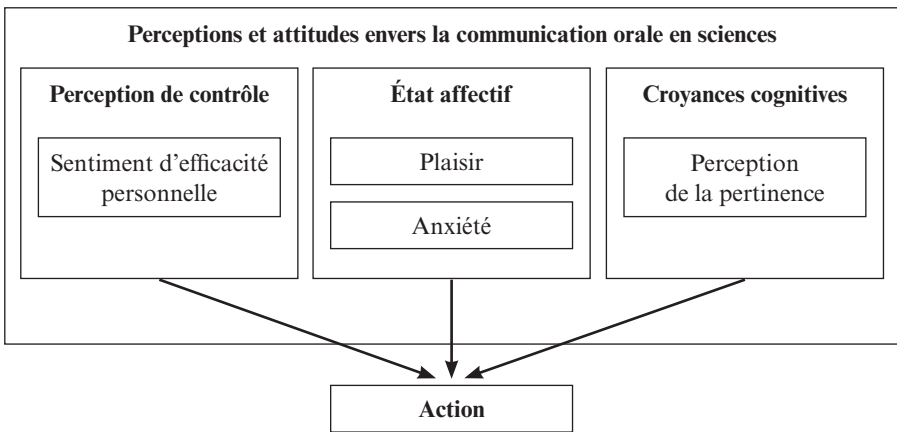 Perceptions et attitudes envers la communication orale en sciences
Perception de contrôle
Sentiment d'efficacité
personnelle
État affectif
Plaisir
Anxiété
Croyances cognitives
Perception
de la pertinence
Action